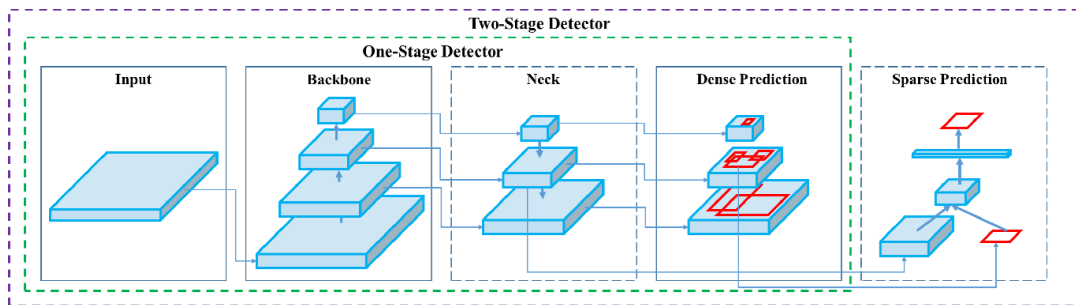 Two-Stage Detector
One-Stage Detector
Input
Backbone
Neck
Dense Prediction
Sparse Prediction